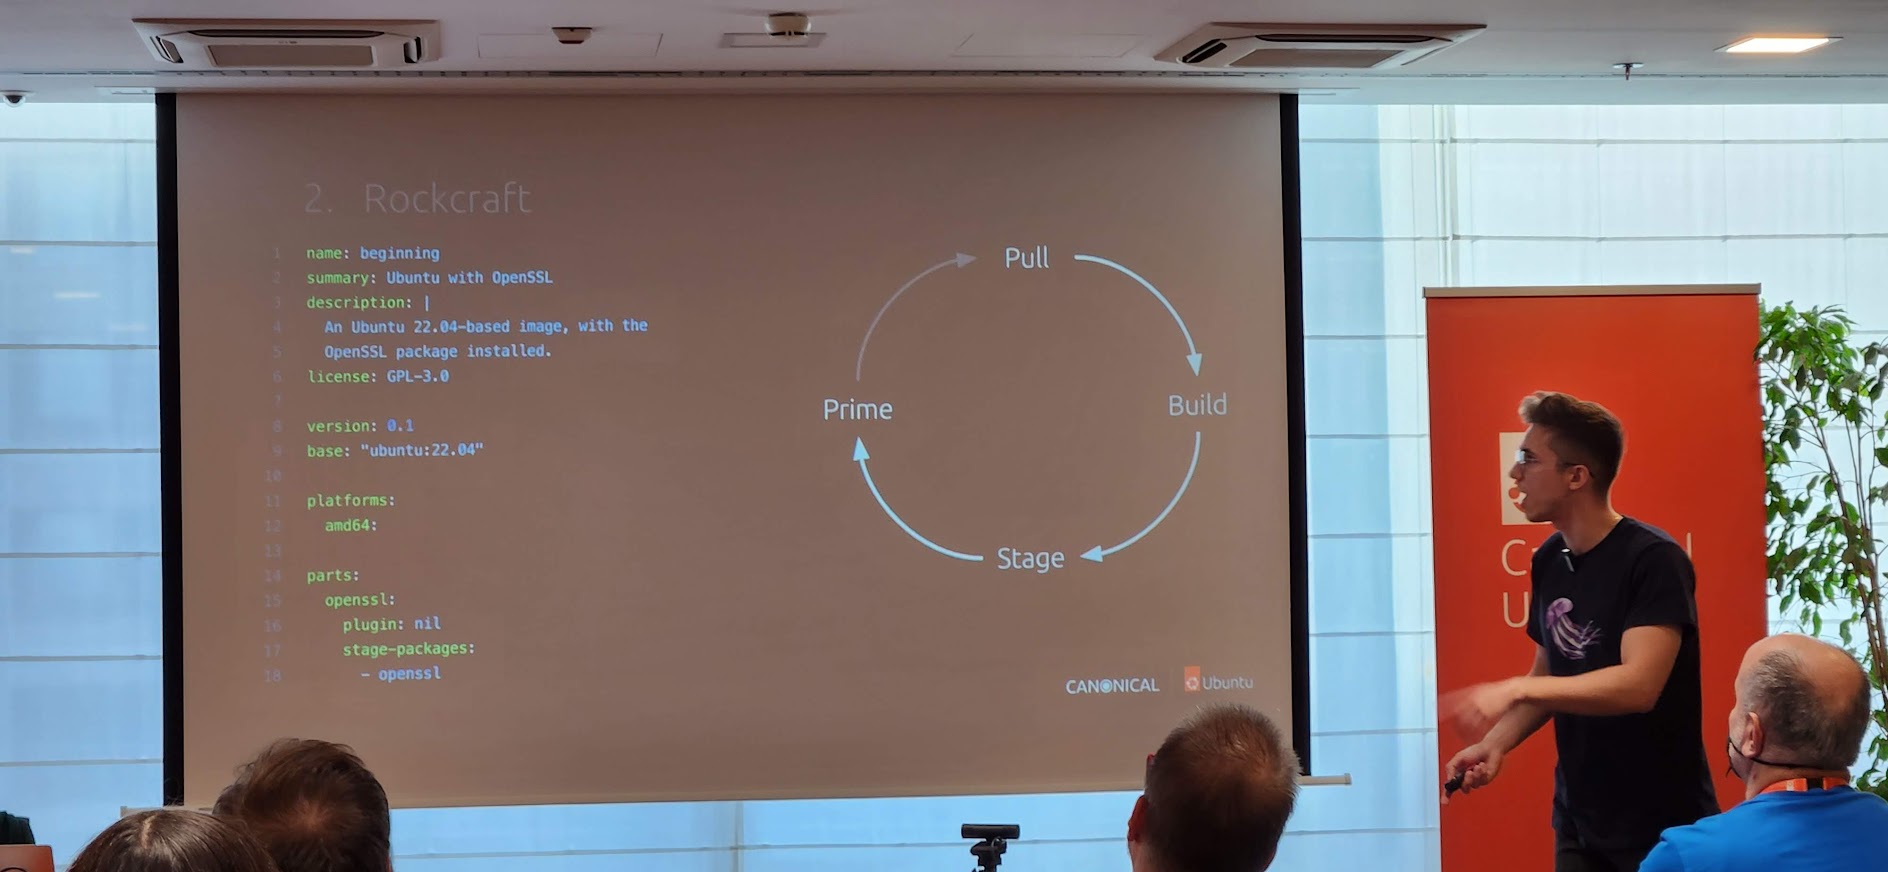 2. Rockcraft
1 name: beginning
2 summary: Ubuntu with OpenSSL
3 description: |
4 An Ubuntu 22.04-based image, with the
5 OpenSSL package installed.
6 license: GPL-3.0
7
8 version: 0.1
9 base: "ubuntu:22.04"
10
11 platforms:
12 amd64:
13
14 parts:
15 openssl:
16 plugin: nil
17 stage-packages:
18 - openssl
Pull
Build
Stage
Prime
CANONICAL
Ubuntu